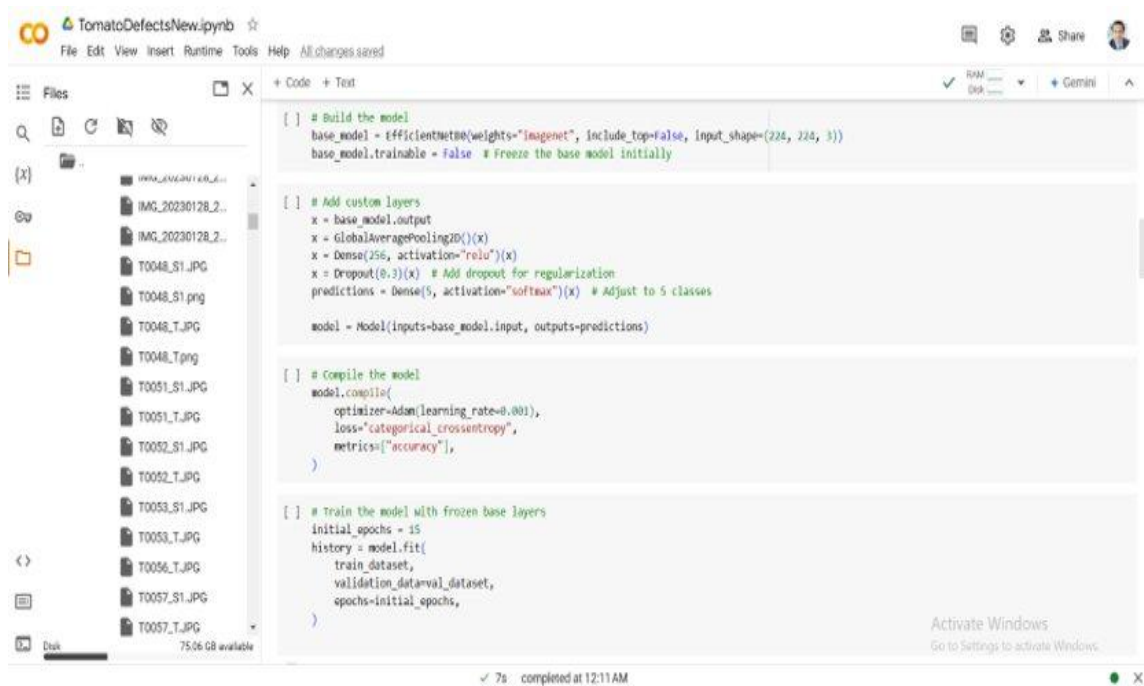 TomatoDefectsNew.ipynb
File Edit View Insert Runtime Tools Help All changes saved
Share
Files
+ Code + Text
RAM
Disk
Gemini
..
IMG_20230128_2...
IMG_20230128_2...
IMG_20230128_2...
T0048_S1.JPG
T0048_S1.png
T0048_T.JPG
T0048_T.png
T0051_S1.JPG
T0051_T.JPG
T0052_S1.JPG
T0052_T.JPG
T0053_S1.JPG
T0053_T.JPG
T0056_T.JPG
T0057_S1.JPG
T0057_T.JPG
Disk 75.06 GB available
[ ] # Build the model
base_model = EfficientNetB0(weights="imagenet", include_top=False, input_shape=(224, 224, 3))
base_model.trainable = False # Freeze the base model initially
[ ] # Add custom layers
x = base_model.output
x = GlobalAveragePooling2D()(x)
x = Dense(256, activation="relu")(x)
x = Dropout(0.3)(x) # Add dropout for regularization
predictions = Dense(5, activation="softmax")(x) # Adjust to 5 classes
model = Model(inputs=base_model.input, outputs=predictions)
[ ] # Compile the model
model.compile(
optimizer=Adam(learning_rate=0.001),
loss="categorical_crossentropy",
metrics=["accuracy"],
)
[ ] # Train the model with frozen base layers
initial_epochs = 15
history = model.fit(
train_dataset,
validation_data=val_dataset,
epochs=initial_epochs,
)
Activate Windows
Go to Settings to activate Windows.
7s completed at 12:11 AM